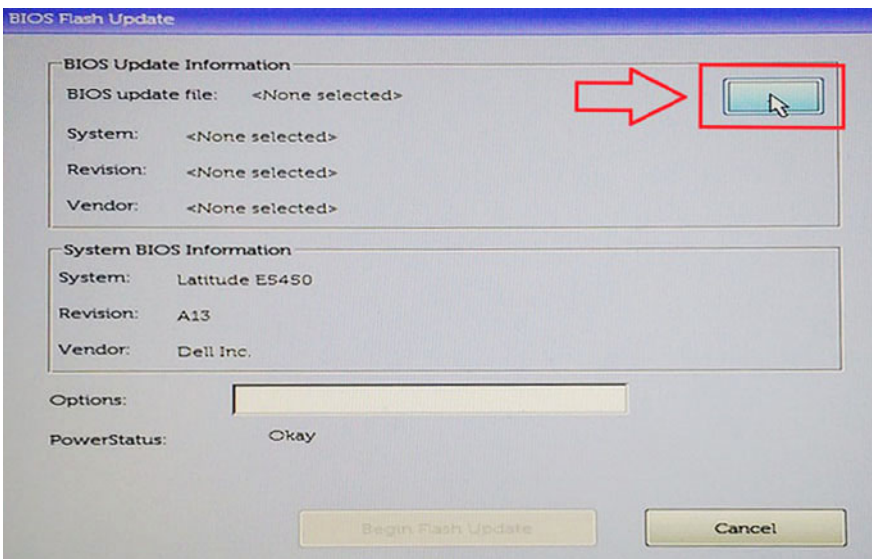 BIOS Flash Update
BIOS Update Information
BIOS update file: <None selected>
System: <None selected>
Revision: <None selected>
Vendor: <None selected>
System BIOS Information
System: Latitude E5450
Revision: A13
Vendor: Dell Inc.
Options:
PowerStatus: Okay
Begin Flash Update
Cancel